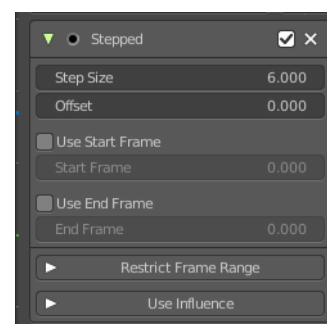 Stepped
Step Size 6.000
Offset 0.000
Use Start Frame
Start Frame 0.000
Use End Frame
End Frame 0.000
Restrict Frame Range
Use Influence